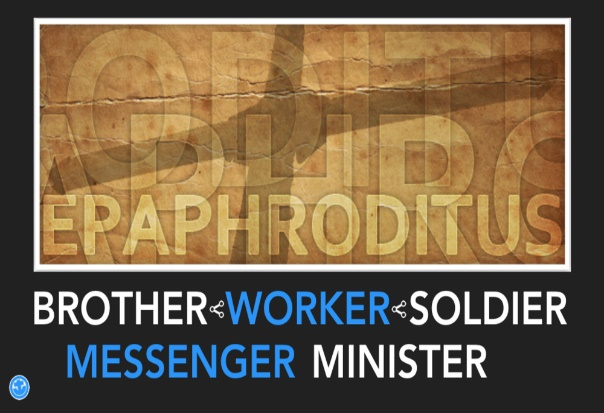 EPAPHRODITUS
BROTHER WORKER SOLDIER
MESSENGER MINISTER